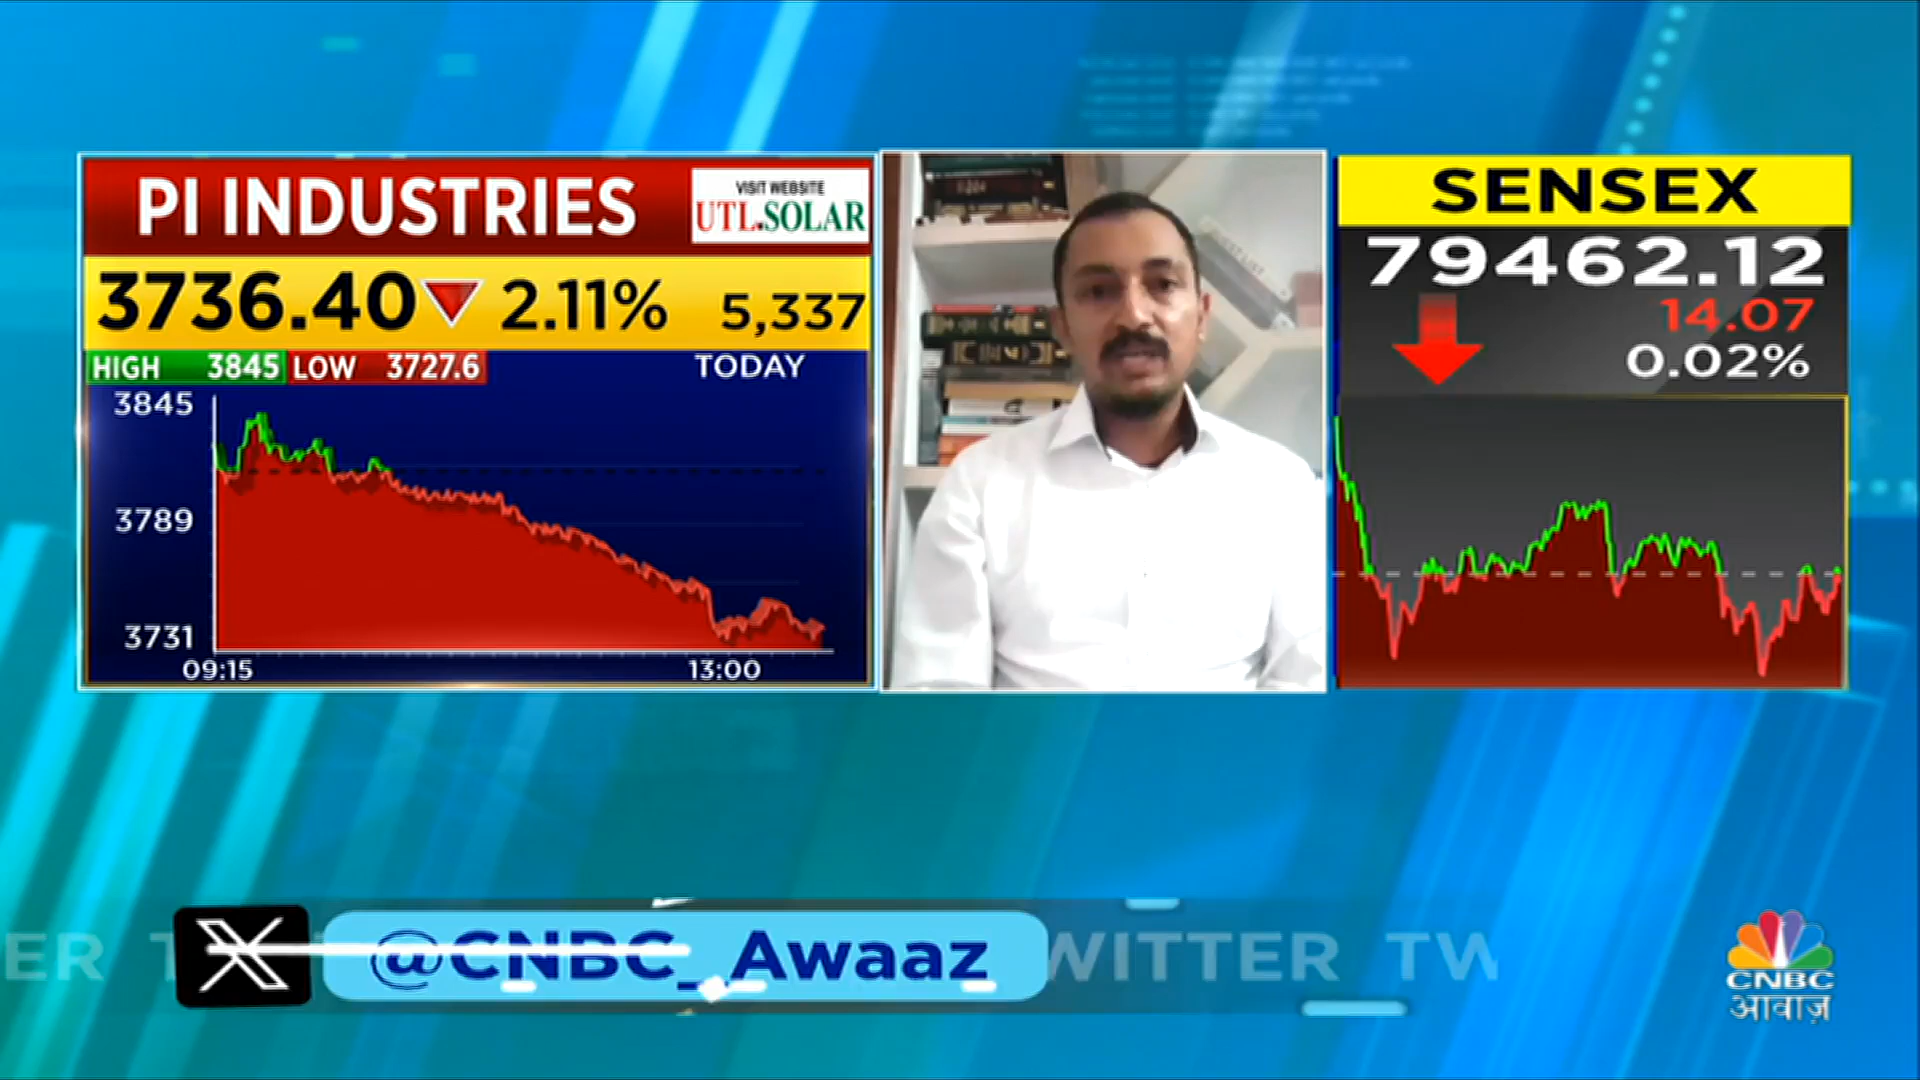 PI INDUSTRIES
VISIT WEBSITE
UTL.SOLAR
3736.40 2.11% 5,337
HIGH 3845 LOW 3727.6 TODAY
3845
3789
3731
09:15 13:00
SENSEX
79462.12
14.07
0.02%
ER T X @CNBC_Awaaz WITTER TW
CNBC
आवाज़